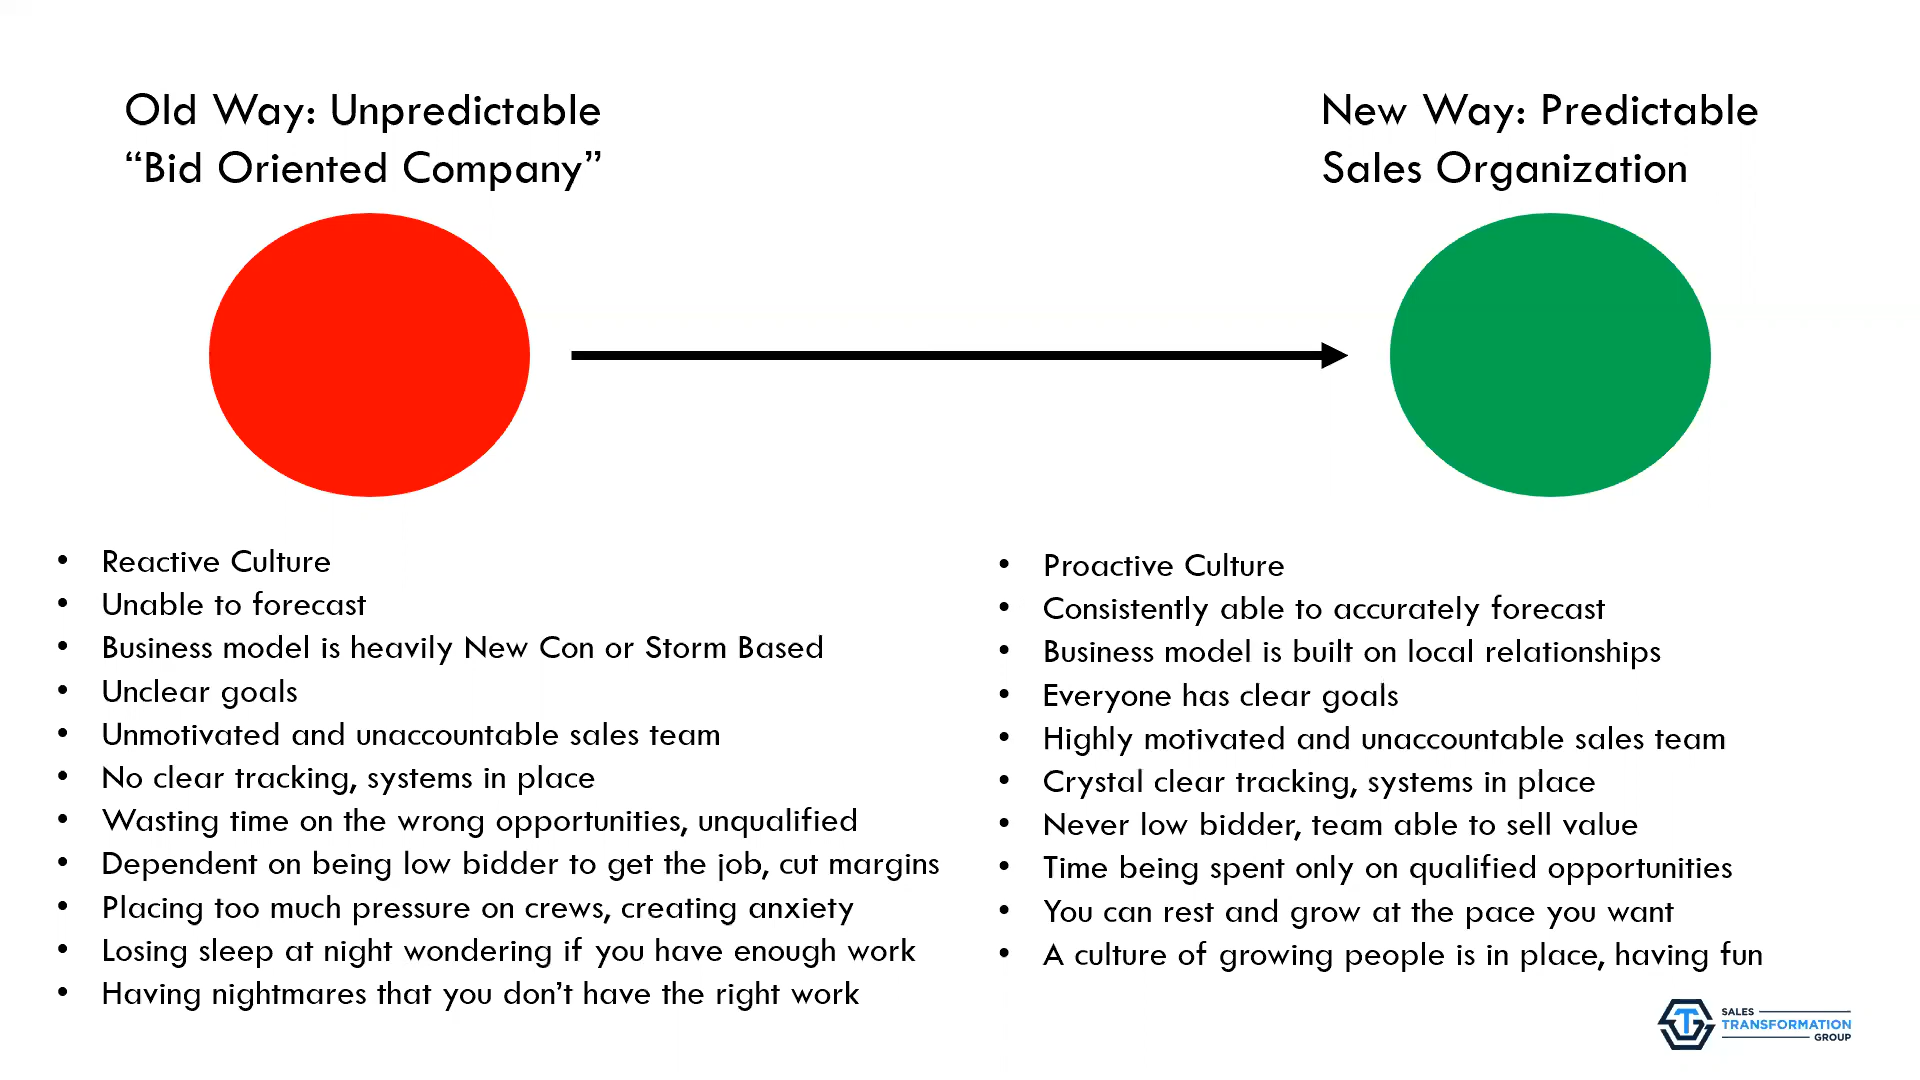 Old Way: Unpredictable
“Bid Oriented Company”
New Way: Predictable
Sales Organization
• Reactive Culture
• Unable to forecast
• Business model is heavily New Con or Storm Based
• Unclear goals
• Unmotivated and unaccountable sales team
• No clear tracking, systems in place
• Wasting time on the wrong opportunities, unqualified
• Dependent on being low bidder to get the job, cut margins
• Placing too much pressure on crews, creating anxiety
• Losing sleep at night wondering if you have enough work
• Having nightmares that you don’t have the right work
• Proactive Culture
• Consistently able to accurately forecast
• Business model is built on local relationships
• Everyone has clear goals
• Highly motivated and unaccountable sales team
• Crystal clear tracking, systems in place
• Never low bidder, team able to sell value
• Time being spent only on qualified opportunities
• You can rest and grow at the pace you want
• A culture of growing people is in place, having fun
SALES
TRANSFORMATION
GROUP